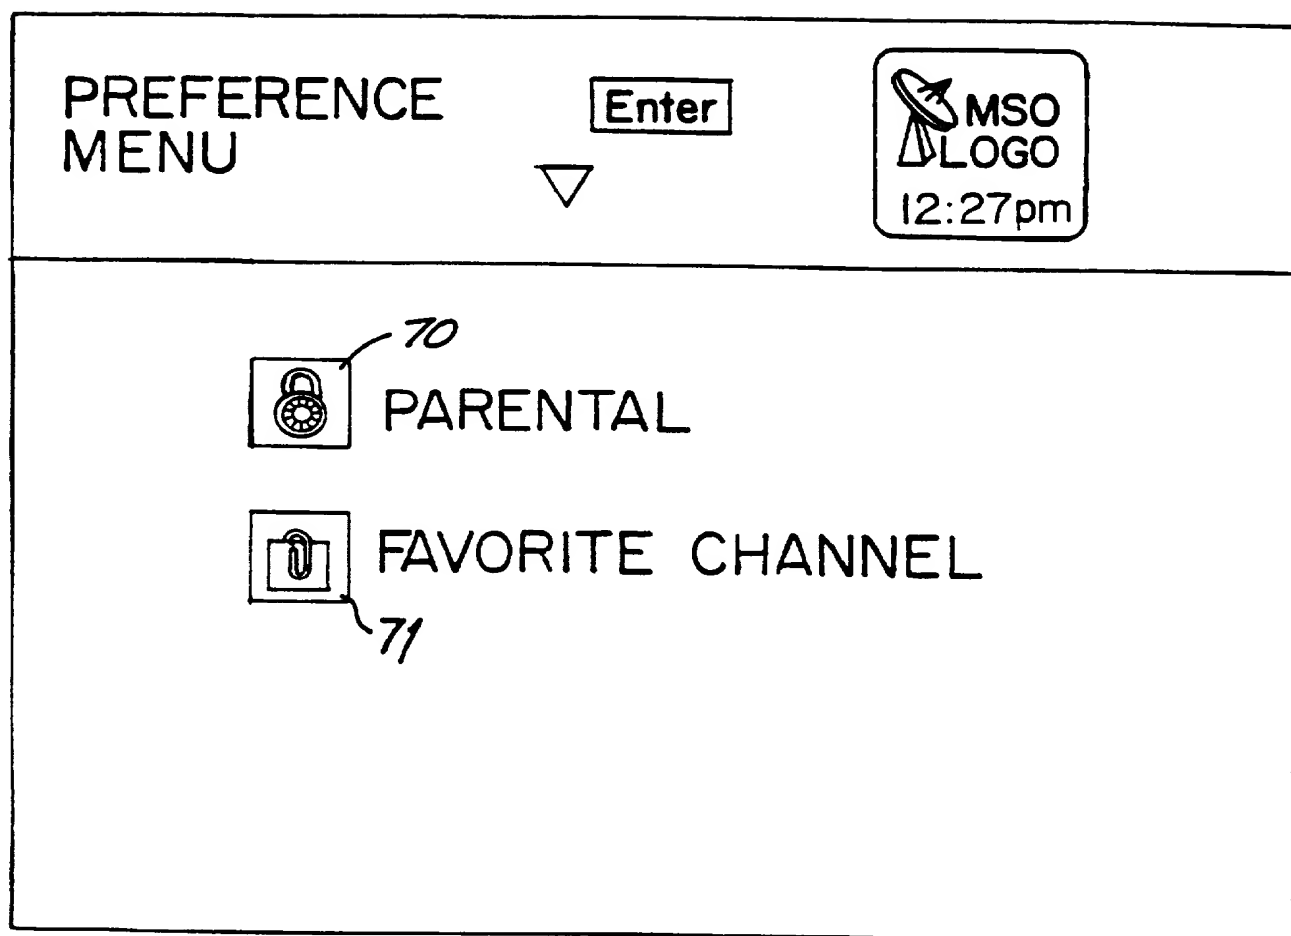 PREFERENCE
MENU
Enter
MSO
LOGO
12:27pm
70
PARENTAL
FAVORITE CHANNEL
71